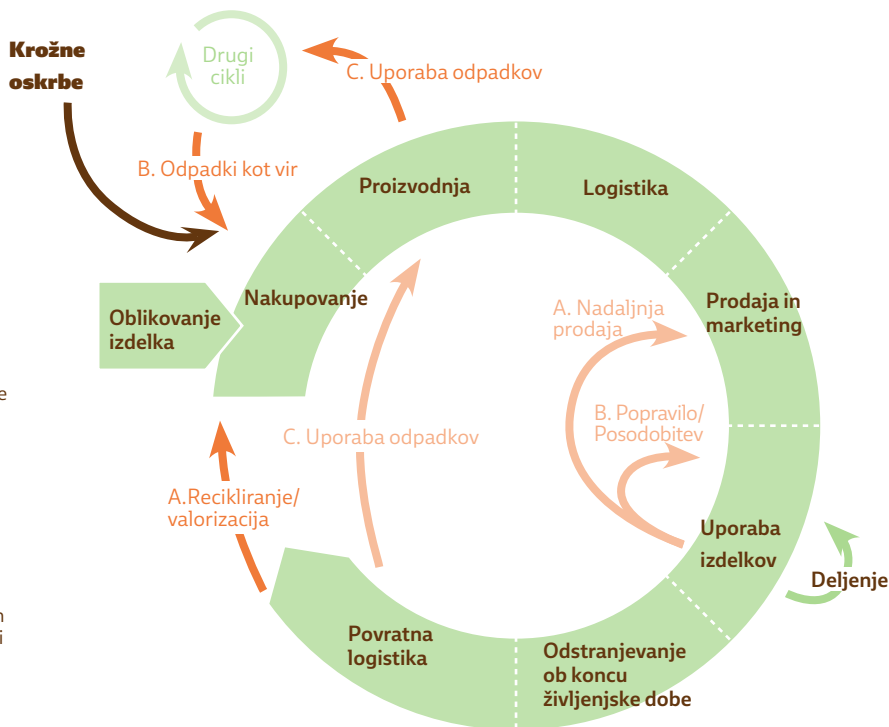 Krožne
oskrbe
Drugi
cikli
C. Uporaba odpadkov
B. Odpadki kot vir
Proizvodnja
Logistika
Nakupovanje
Oblikovanje
izdelka
Prodaja in
marketing
A. Nadaljnja
prodaja
e
B. Popravilo/
Posodobitev
C. Uporaba odpadkov
A.Recikliranje/
valorizacija
Uporaba
izdelkov
Deljenje
i
Povratna
logistika
Odstranjevanje
ob koncu
življenjske dobe